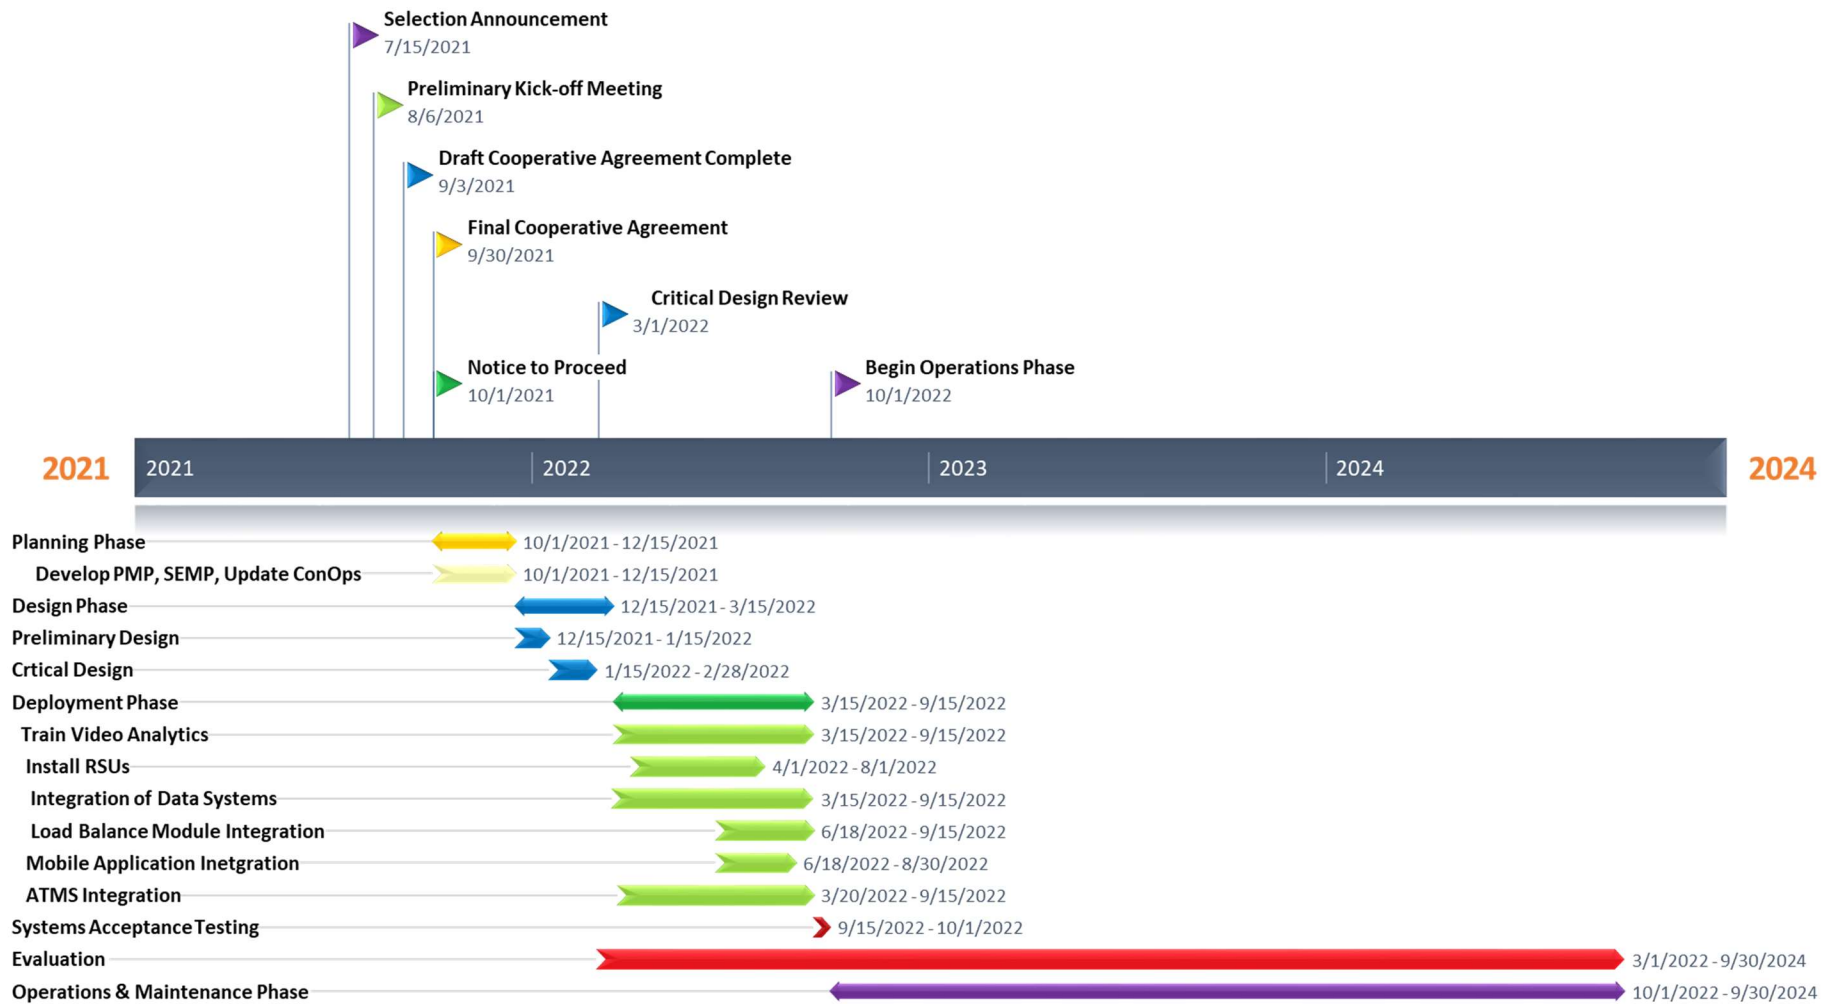 Selection Announcement
7/15/2021
Preliminary Kick-off Meeting
8/6/2021
Draft Cooperative Agreement Complete
9/3/2021
Final Cooperative Agreement
9/30/2021
Critical Design Review
3/1/2022
Notice to Proceed
10/1/2021
Begin Operations Phase
10/1/2022
2021 2021 2022 2023 2024 2024
Planning Phase 10/1/2021 - 12/15/2021
Develop PMP, SEMP, Update ConOps 10/1/2021 - 12/15/2021
Design Phase 12/15/2021 - 3/15/2022
Preliminary Design 12/15/2021 - 1/15/2022
Crtical Design 1/15/2022 - 2/28/2022
Deployment Phase 3/15/2022 - 9/15/2022
Train Video Analytics 3/15/2022 - 9/15/2022
Install RSUs 4/1/2022 - 8/1/2022
Integration of Data Systems 3/15/2022 - 9/15/2022
Load Balance Module Integration 6/18/2022 - 9/15/2022
Mobile Application Inetgration 6/18/2022 - 8/30/2022
ATMS Integration 3/20/2022 - 9/15/2022
Systems Acceptance Testing 9/15/2022 - 10/1/2022
Evaluation 3/1/2022 - 9/30/2024
Operations & Maintenance Phase 10/1/2022 - 9/30/2024